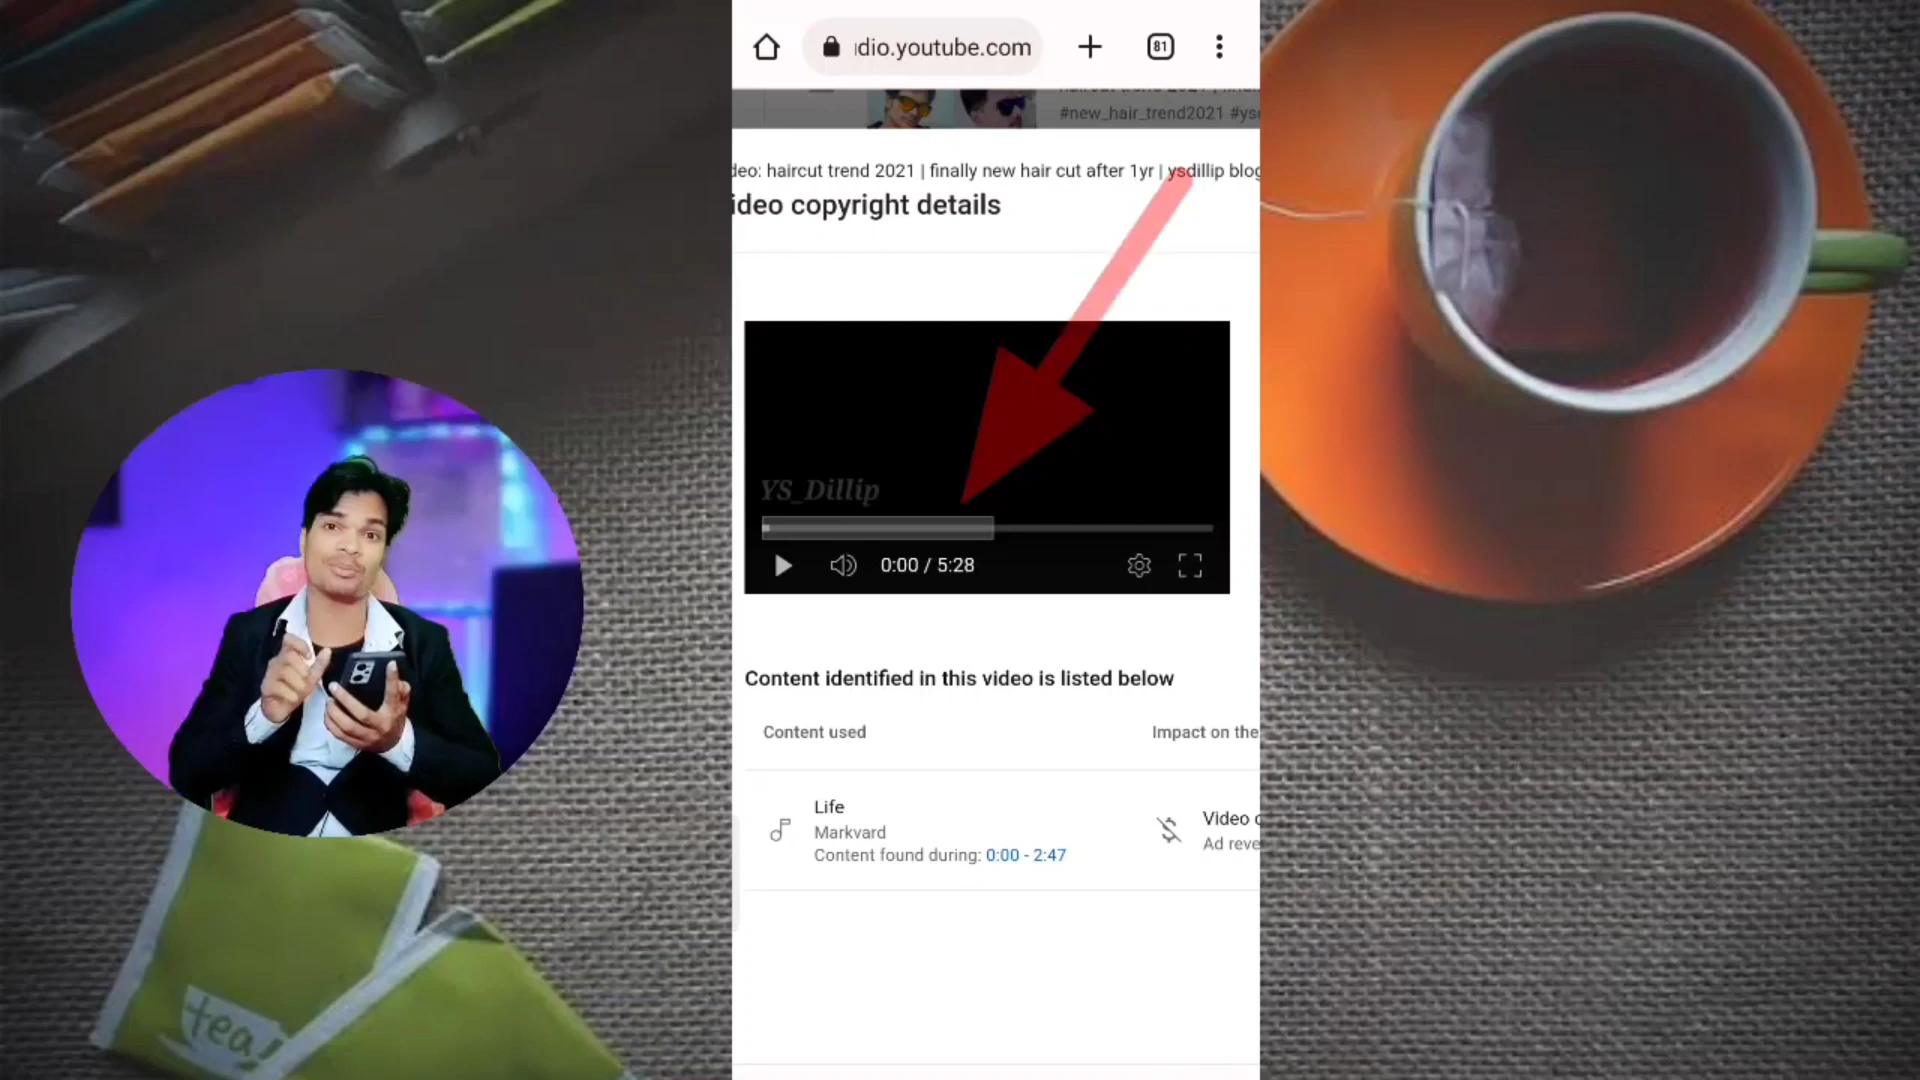 dio.youtube.com
81
#new_hair_trend2021 #yse
deo: haircut trend 2021 | finally new hair cut after 1yr | ysdillip blog
ideo copyright details
YS_Dillip
0:00 / 5:28
Content identified in this video is listed below
Content used
Impact on the
Life
Video
Markvard
Ad reve
Content found during: 0:00 - 2:47
tea!